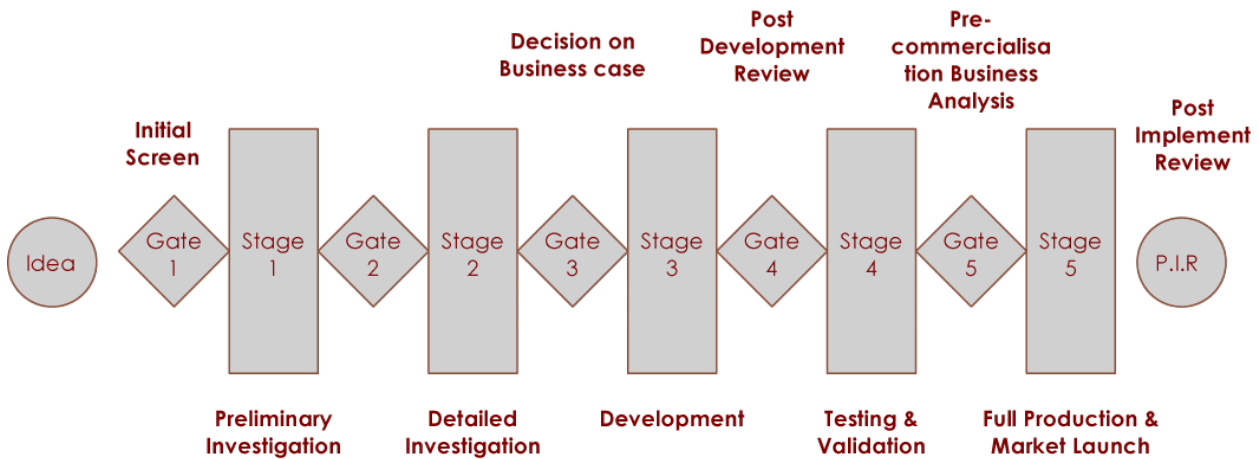 Post
Development
Review
Pre-
commercialisa
tion Business
Analysis
Decision on
Business case
Post
Implement
Review
Initial
Screen
Idea
Gate
1
Stage
1
Gate
2
Stage
2
Gate
3
Stage
3
Gate
4
Stage
4
Gate
5
Stage
5
P.I.R
Preliminary
Investigation
Detailed
Investigation
Development
Testing &
Validation
Full Production &
Market Launch